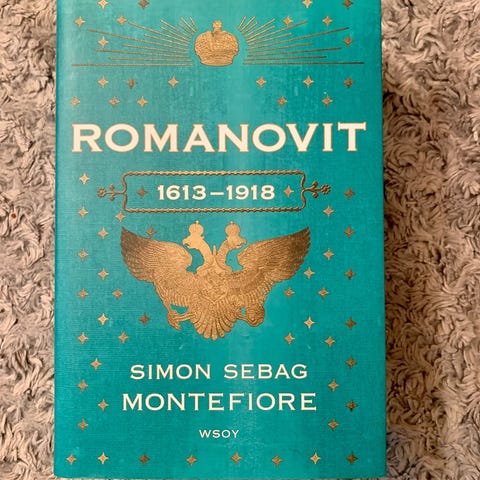 ROMANOVIT
1613–1918
SIMON SEBAG
MONTEFIORE
WSOY